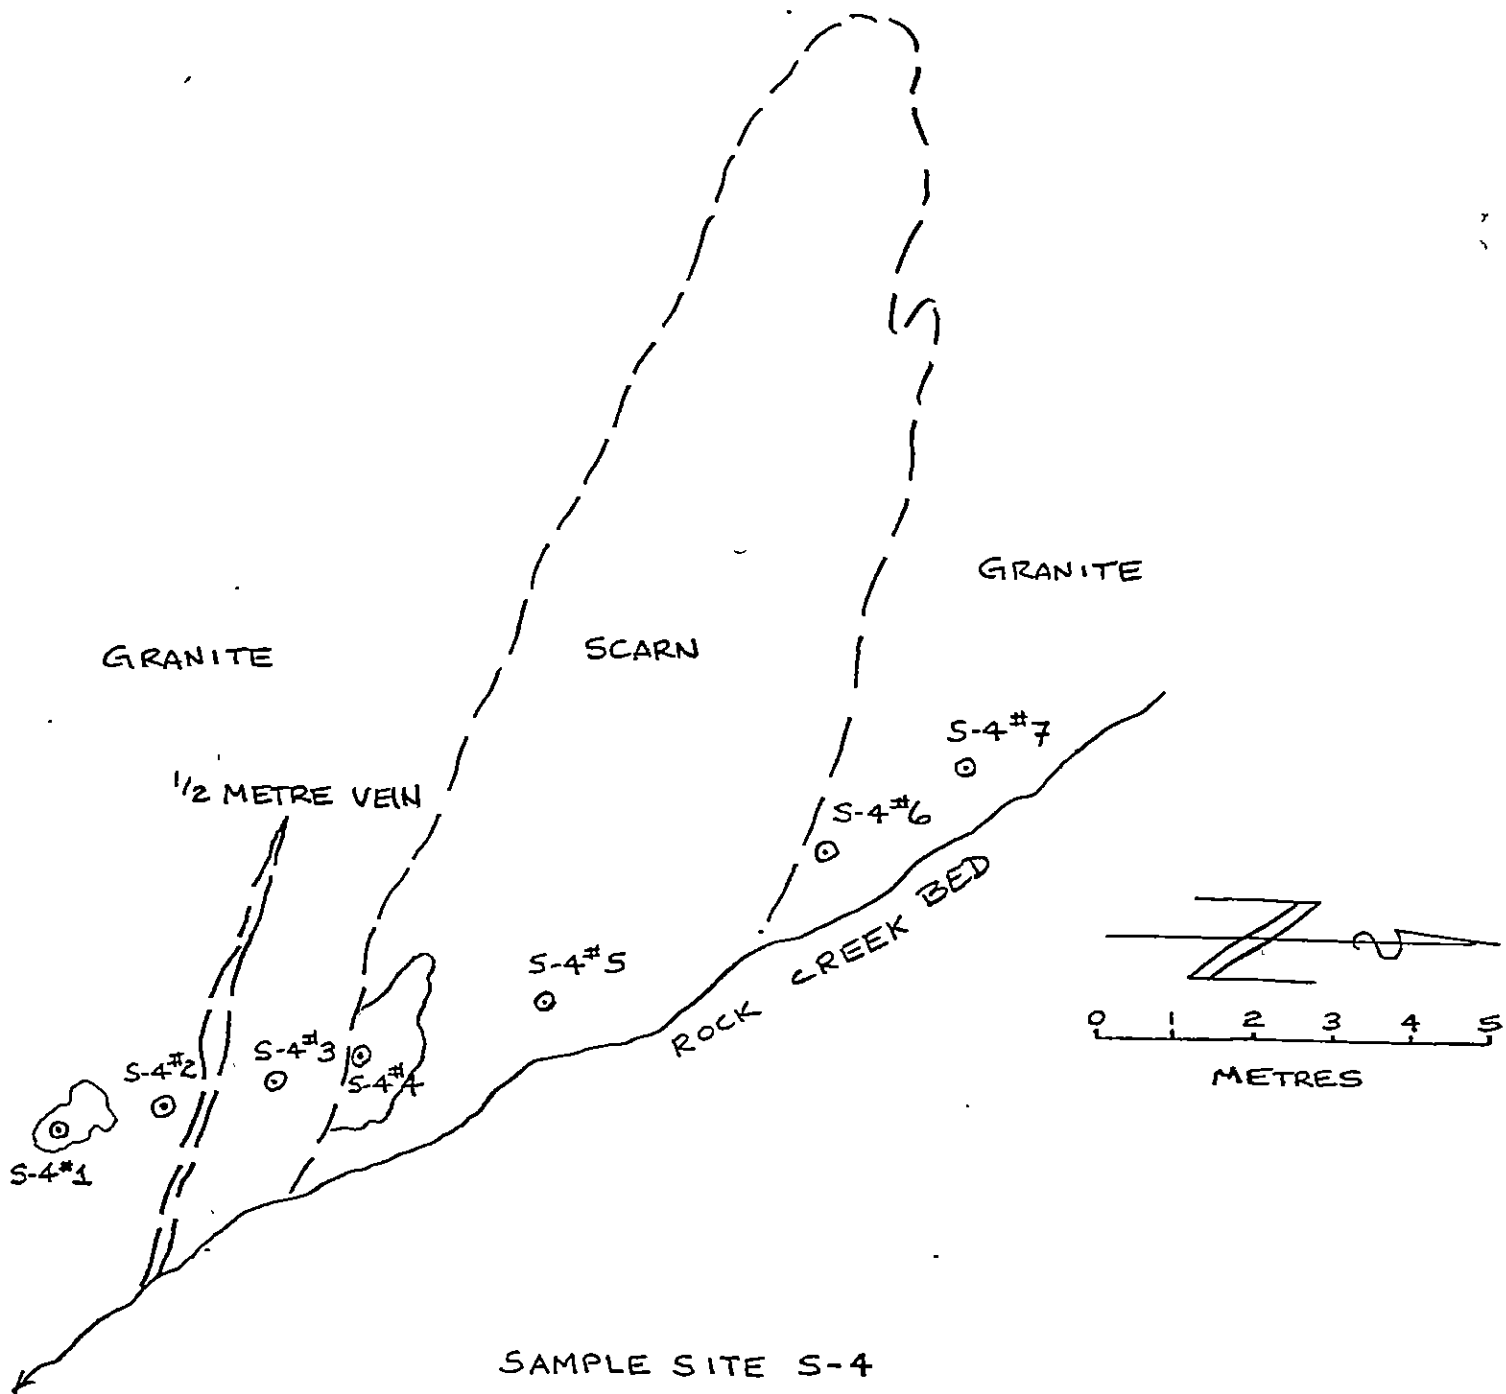 GRANITE
GRANITE
SCARN
S-4#7
1/2 METRE VEIN
S-4#6
ROCK CREEK BED
S-4#5
N
0 1 2 3 4 5
METRES
S-4#3
S-4#2
S-4#4
S-4#1
SAMPLE SITE S-4